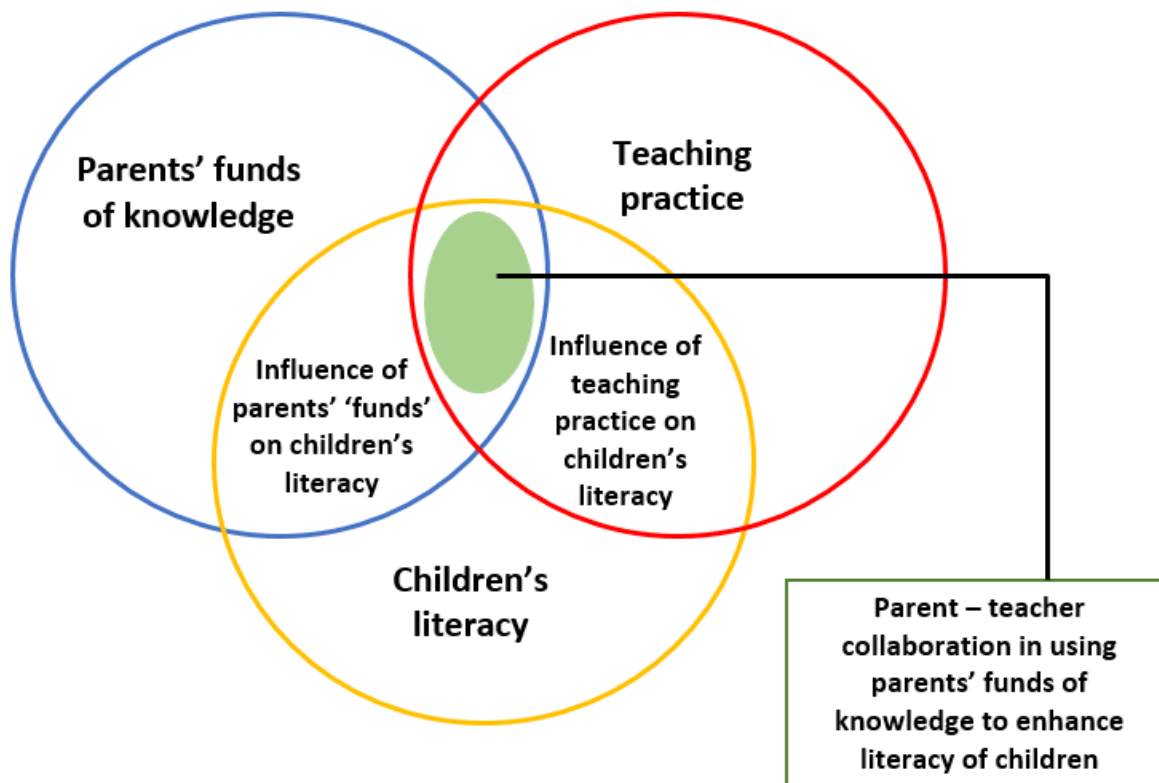 Parents’ funds
of knowledge
Teaching
practice
Influence of
parents’ ‘funds’
on children’s
literacy
Influence of
teaching
practice on
children’s
literacy
Children’s
literacy
Parent – teacher
collaboration in using
parents’ funds of
knowledge to enhance
literacy of children